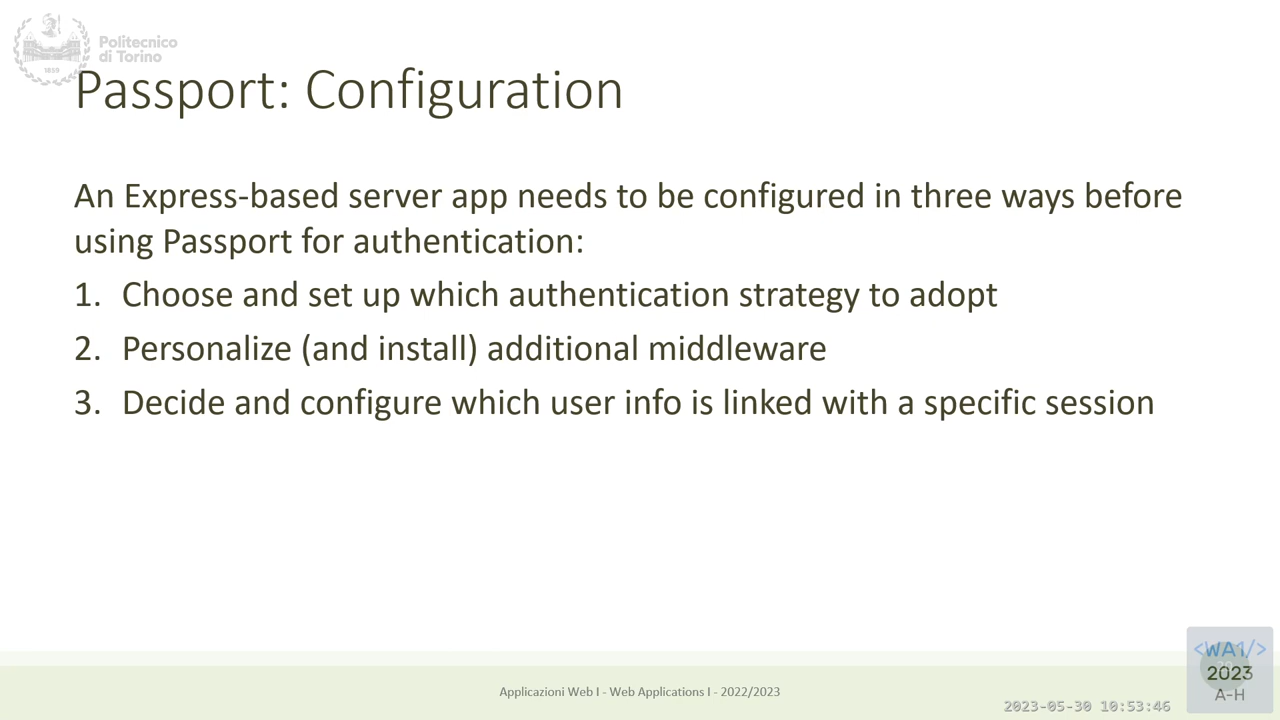 Politecnico
di Torino
1859
Passport: Configuration
An Express-based server app needs to be configured in three ways before
using Passport for authentication:
1. Choose and set up which authentication strategy to adopt
2. Personalize (and install) additional middleware
3. Decide and configure which user info is linked with a specific session
Applicazioni Web I - Web Applications I - 2022/2023
2023-05-30 10:53:46
<WA1/>
2023
A-H